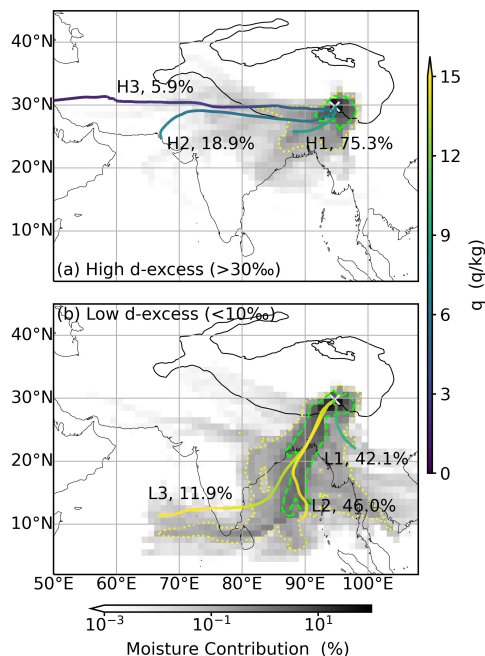 40°N
30°N
20°N
10°N
H3, 5.9%
H2, 18.9%
H1, 75.3%
(a) High d-excess (>30‰)
(b) Low d-excess (<10‰)
40°N
30°N
20°N
10°N
L1, 42.1%
L3, 11.9%
L2, 46.0%
50°E
60°E
70°E
80°E
90°E
100°E
15
12
9
6
3
0
q (q/kg)
10⁻³
10⁻¹
10¹
Moisture Contribution (%)